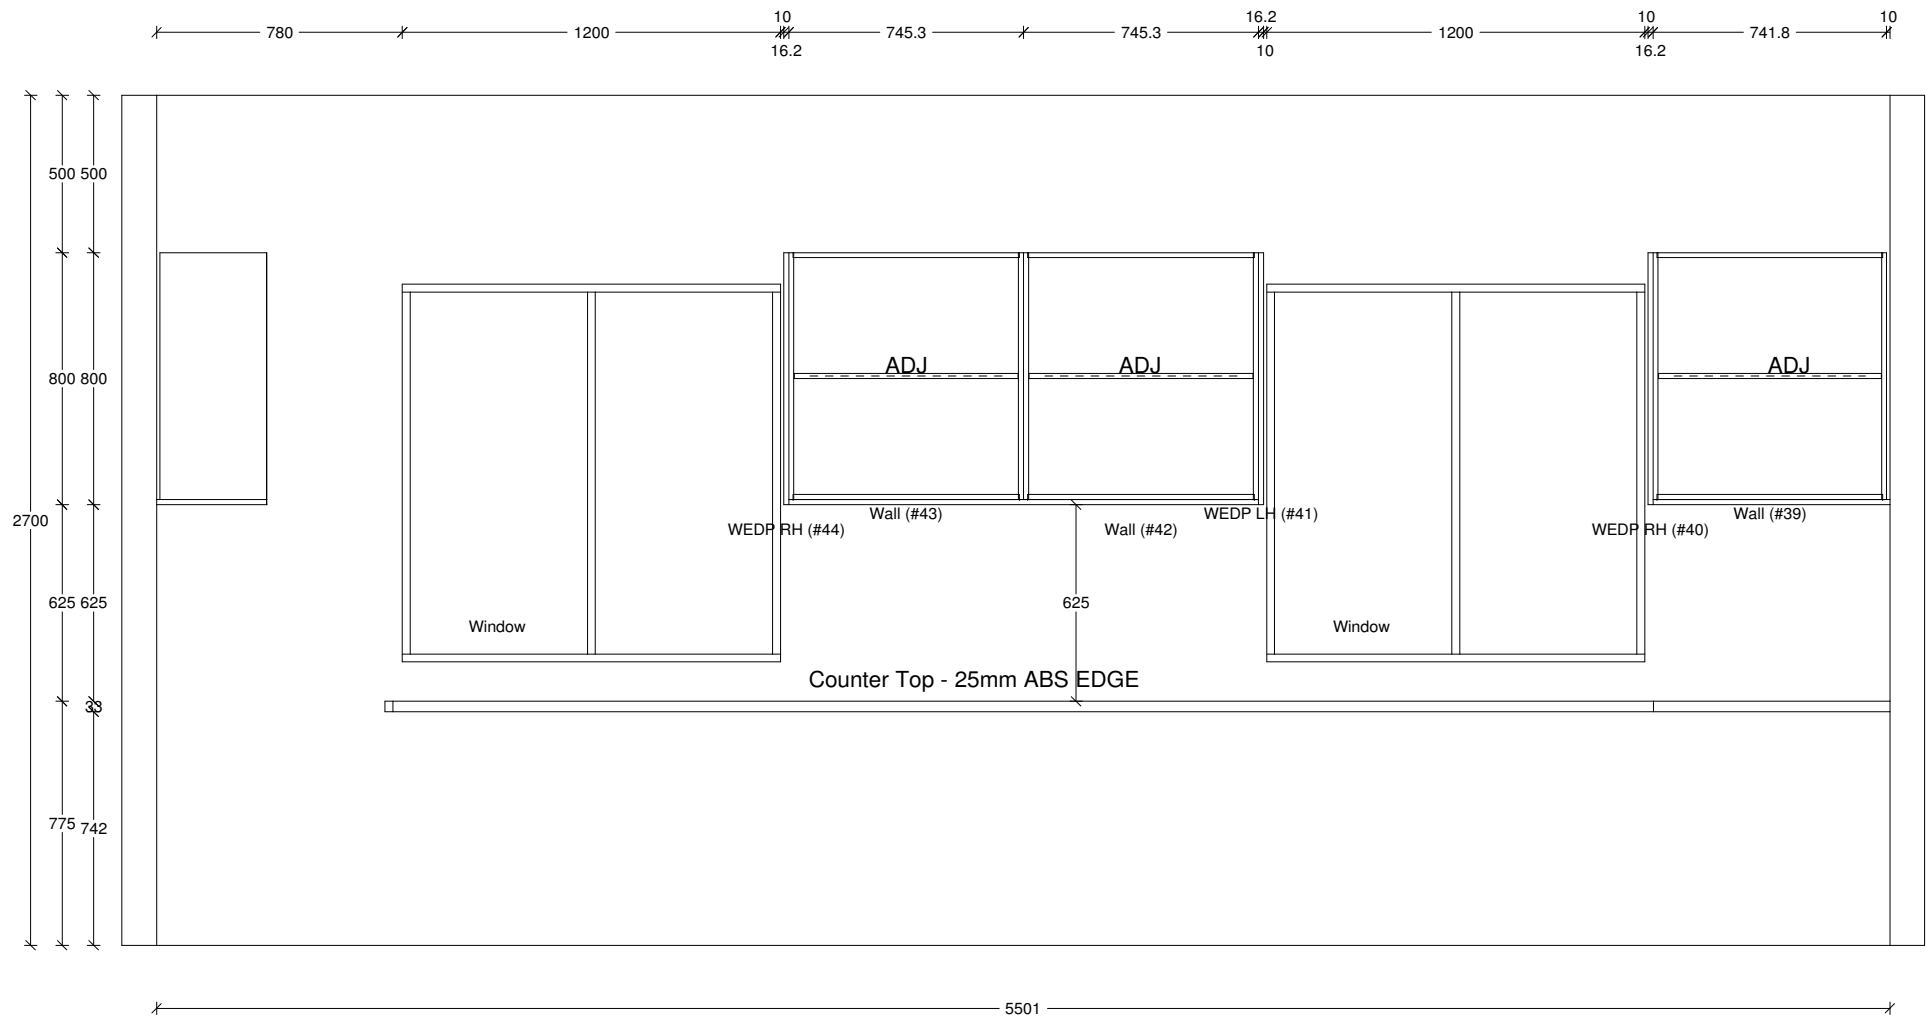 10 16.2 10 10
780 1200 745.3 745.3 1200 741.8
16.2 10 16.2
500 500
ADJ ADJ ADJ
800 800
Wall (#43) WEDP LH (#41) Wall (#39)
2700
WEDP RH (#44) Wall (#42) WEDP RH (#40)
625 625 625
Window Window
Counter Top - 25mm ABS EDGE
33
775 742
5501